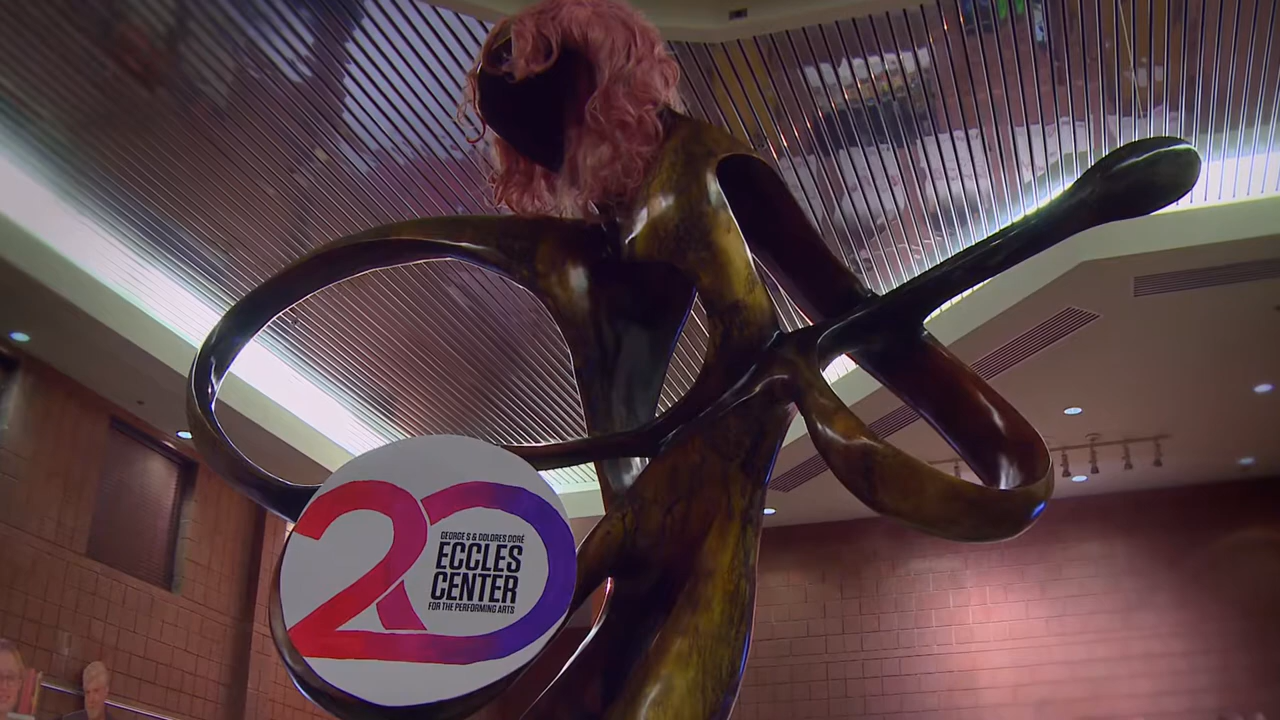 20
GEORGE S & DOLORES DORÉ
ECCLES
CENTER
FOR THE PERFORMING ARTS